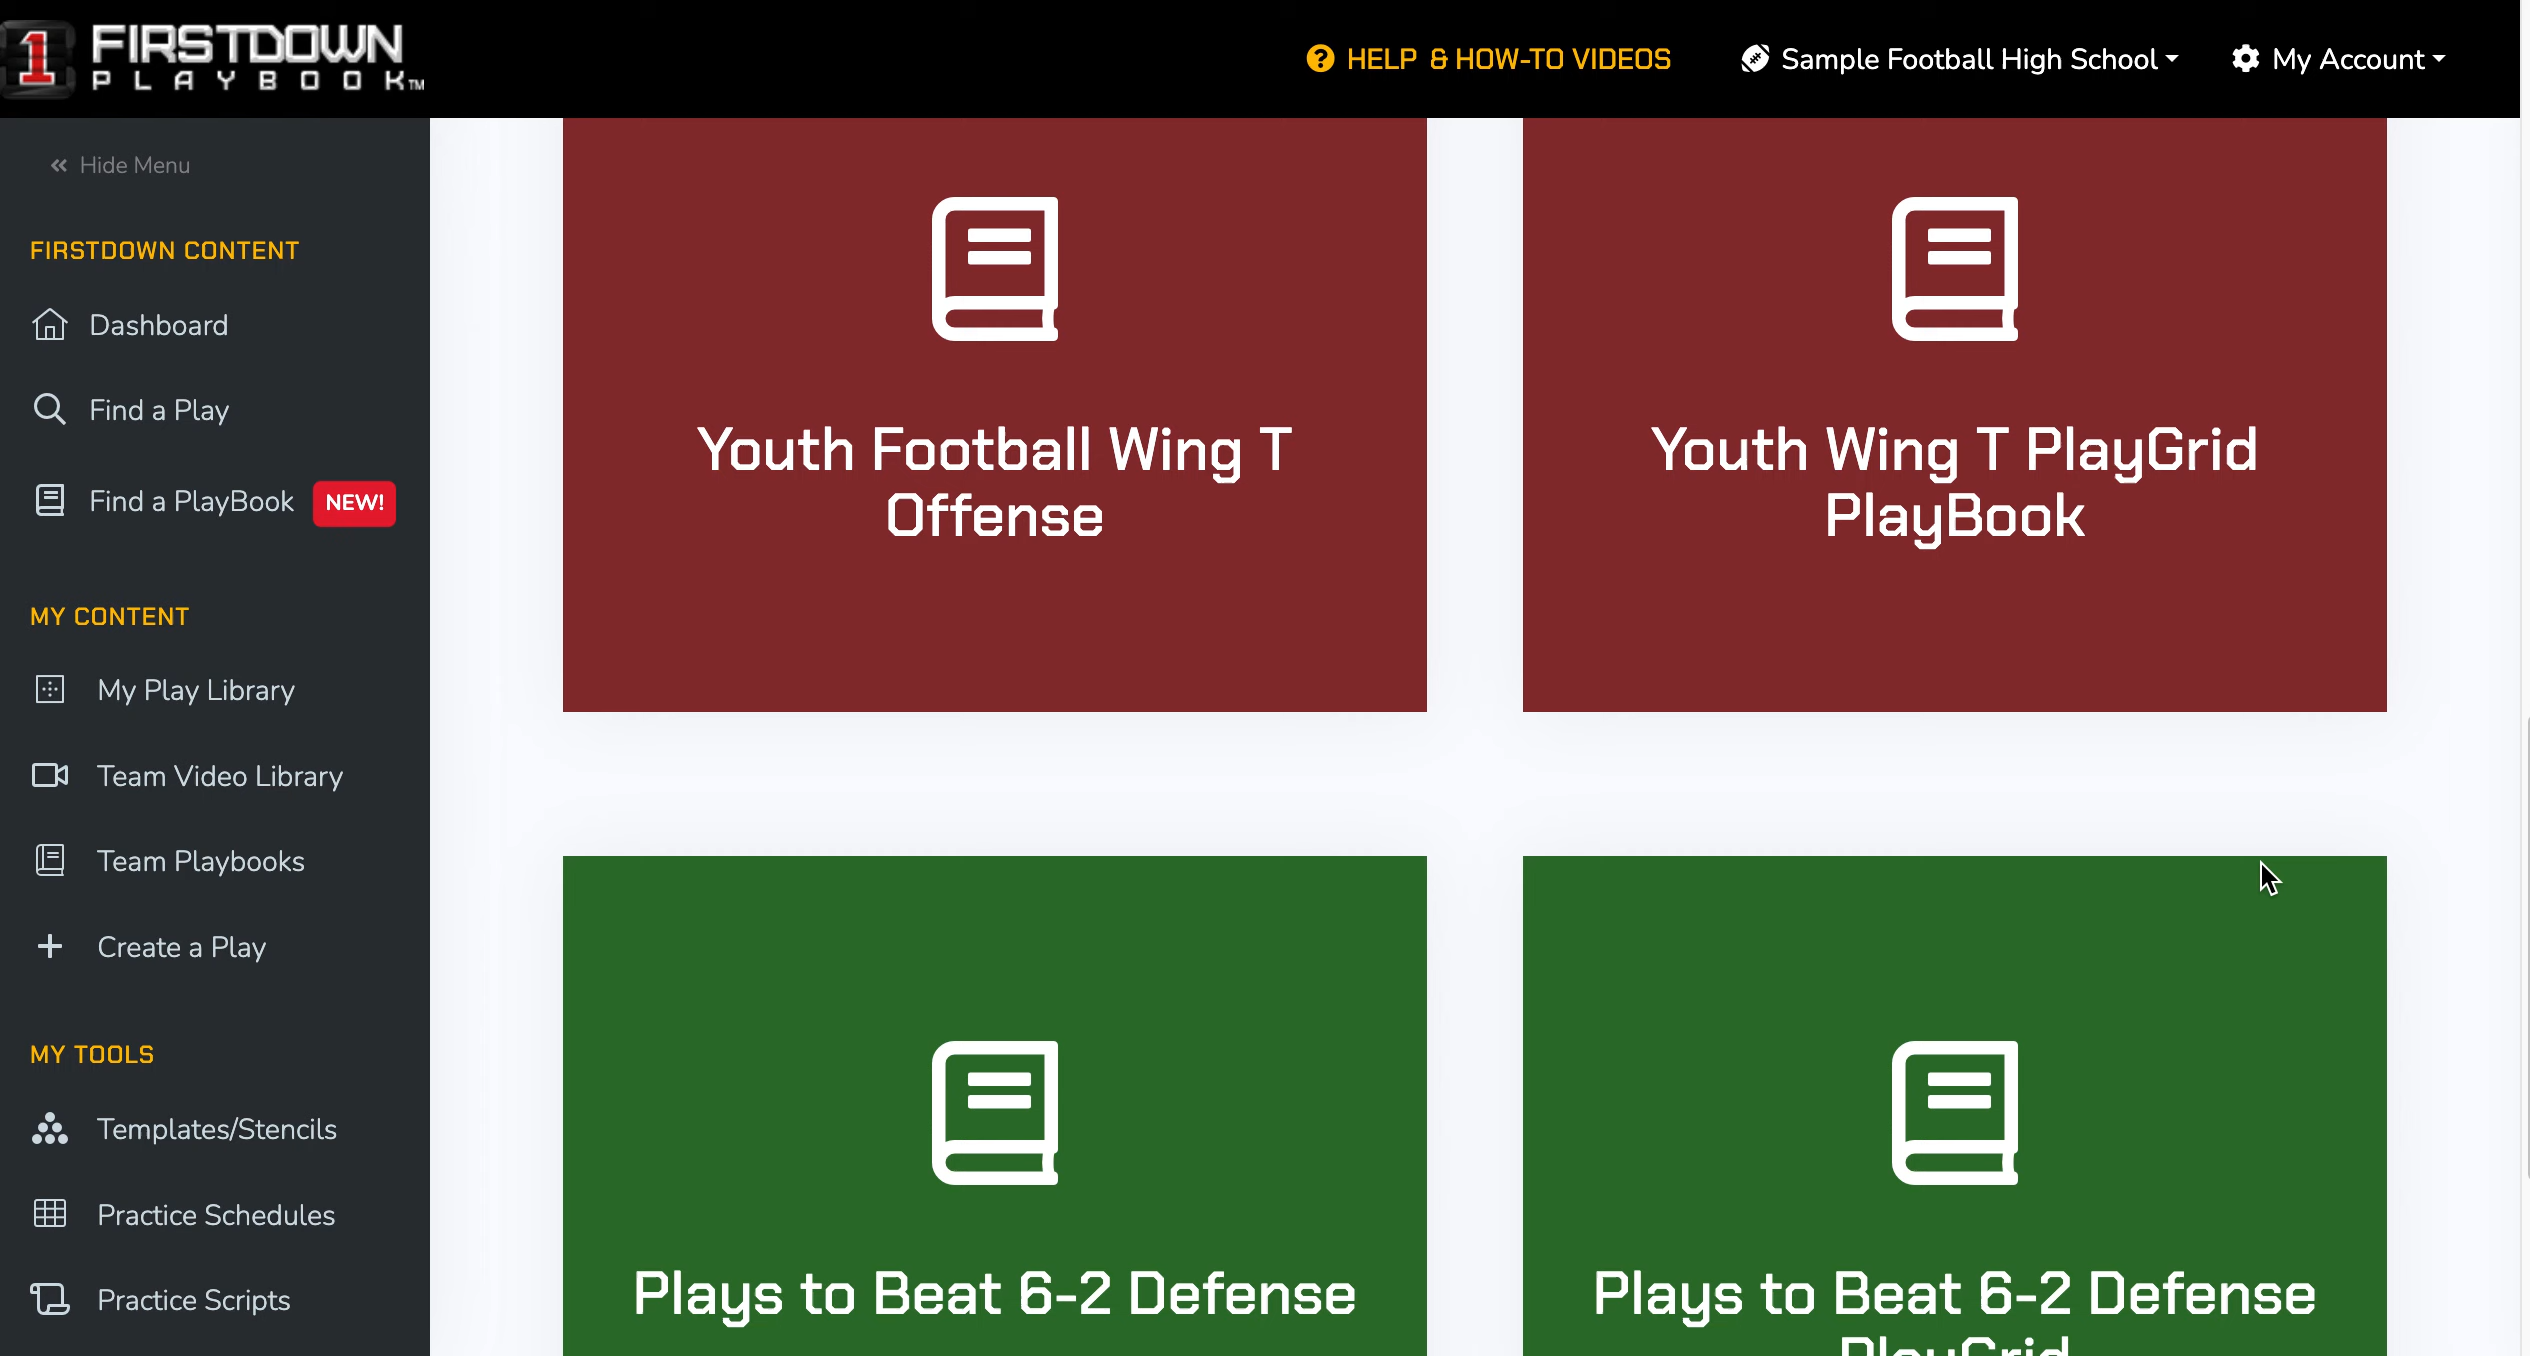 1 FIRSTDOWN
PLAYBOOK™
HELP & HOW-TO VIDEOS
Sample Football High School
My Account
Hide Menu
FIRSTDOWN CONTENT
Dashboard
Find a Play
Find a PlayBook NEW!
MY CONTENT
My Play Library
Team Video Library
Team Playbooks
Create a Play
MY TOOLS
Templates/Stencils
Practice Schedules
Practice Scripts
Youth Football Wing T
Offense
Youth Wing T PlayGrid
PlayBook
Plays to Beat 6-2 Defense
Plays to Beat 6-2 Defense
PlayGrid